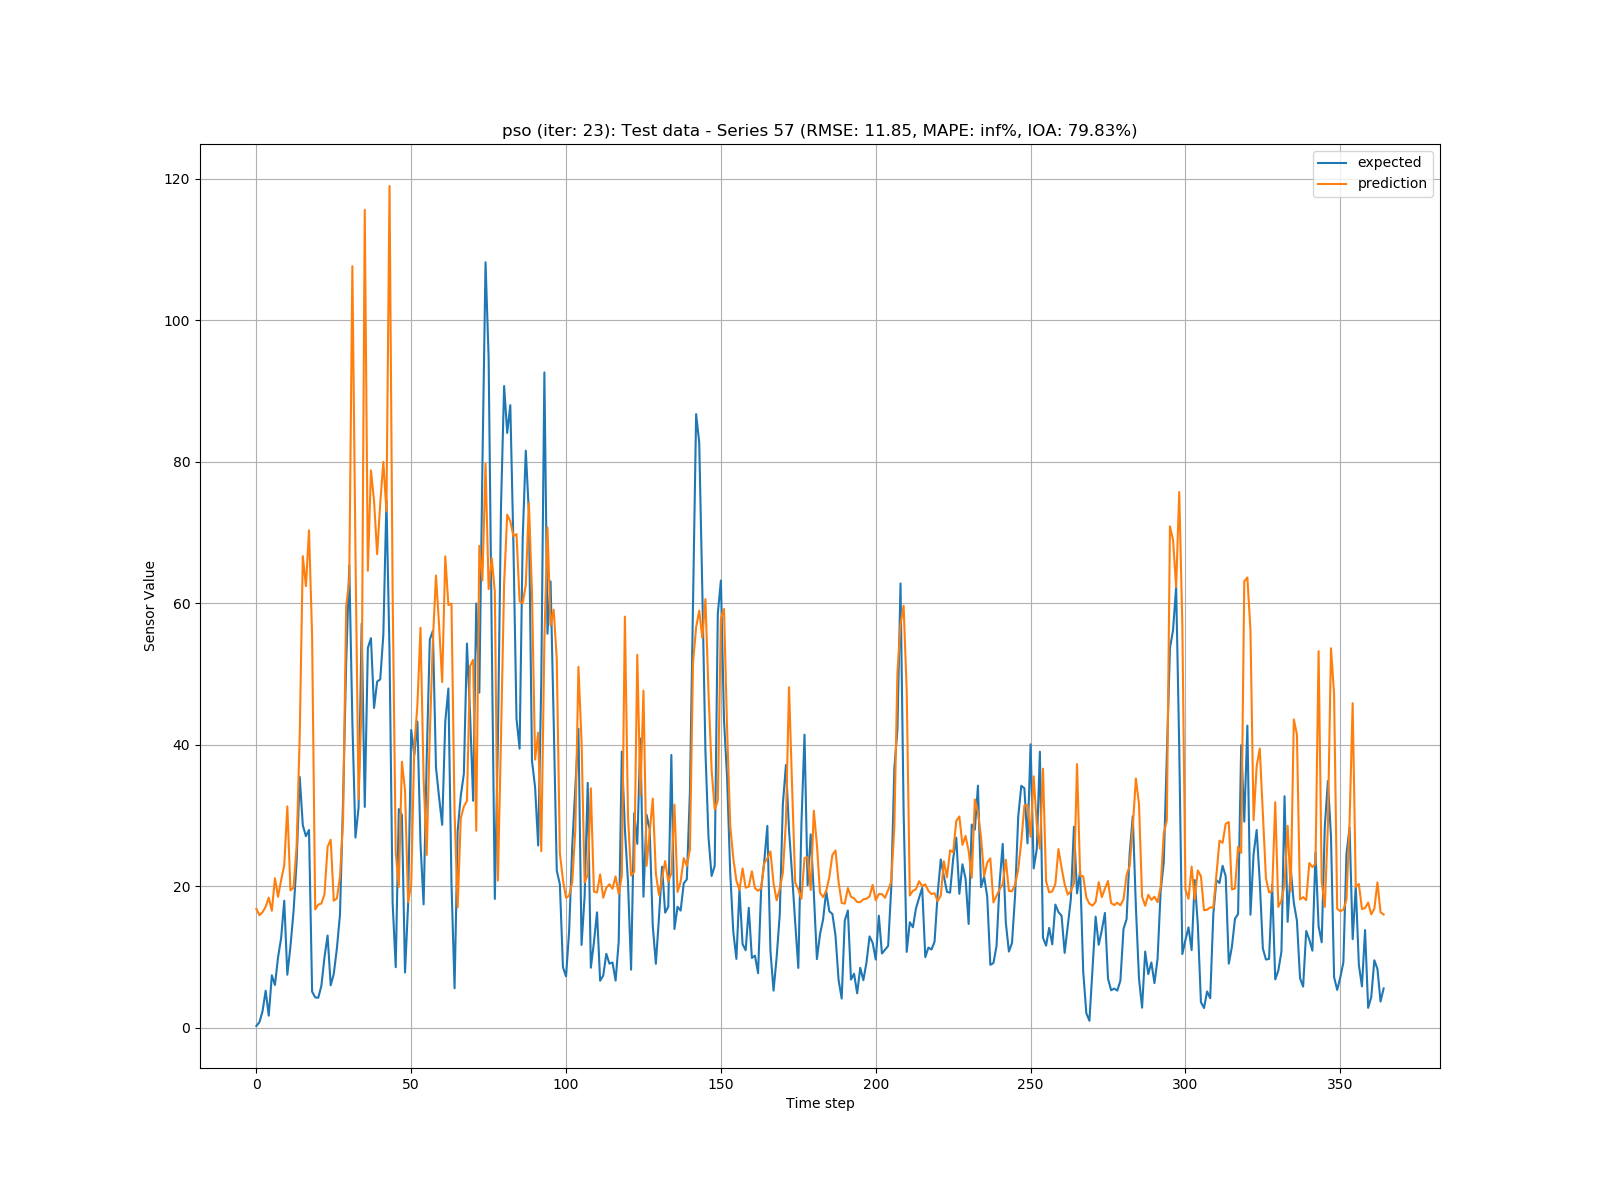 pso (iter: 23): Test data - Series 57 (RMSE: 11.85, MAPE: inf%, IOA: 79.83%)
expected
prediction
120
100
80
60
40
20
0
Sensor Value
0 50 100 150 200 250 300 350
Time step